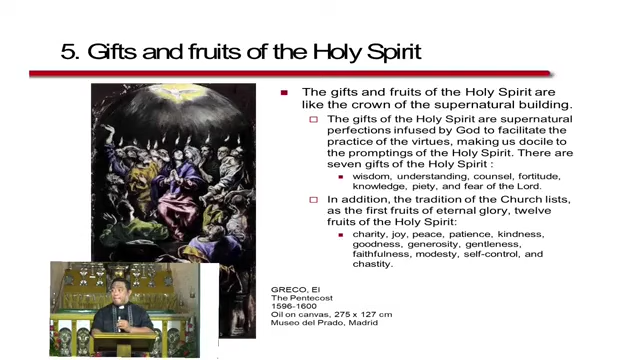 5. Gifts and fruits of the Holy Spirit
The gifts and fruits of the Holy Spirit are
like the crown of the supernatural building.
The gifts of the Holy Spirit are supernatural
perfections infused by God to facilitate the
practice of the virtues, making us docile to
to the promptings of the Holy Spirit. There are
seven gifts of the Holy Spirit :
wisdom, understanding, counsel, fortitude,
knowledge, piety, and fear of the Lord.
In addition, the tradition of the Church lists,
as the first fruits of eternal glory, twelve
fruits of the Holy Spirit:
charity, joy, peace, patience, kindness,
goodness, generosity, gentleness,
faithfulness, modesty, self-control, and
chastity.
GRECO, El
The Pentecost
1596-1600
Oil on canvas, 275 x 127 cm
Museo del Prado, Madrid